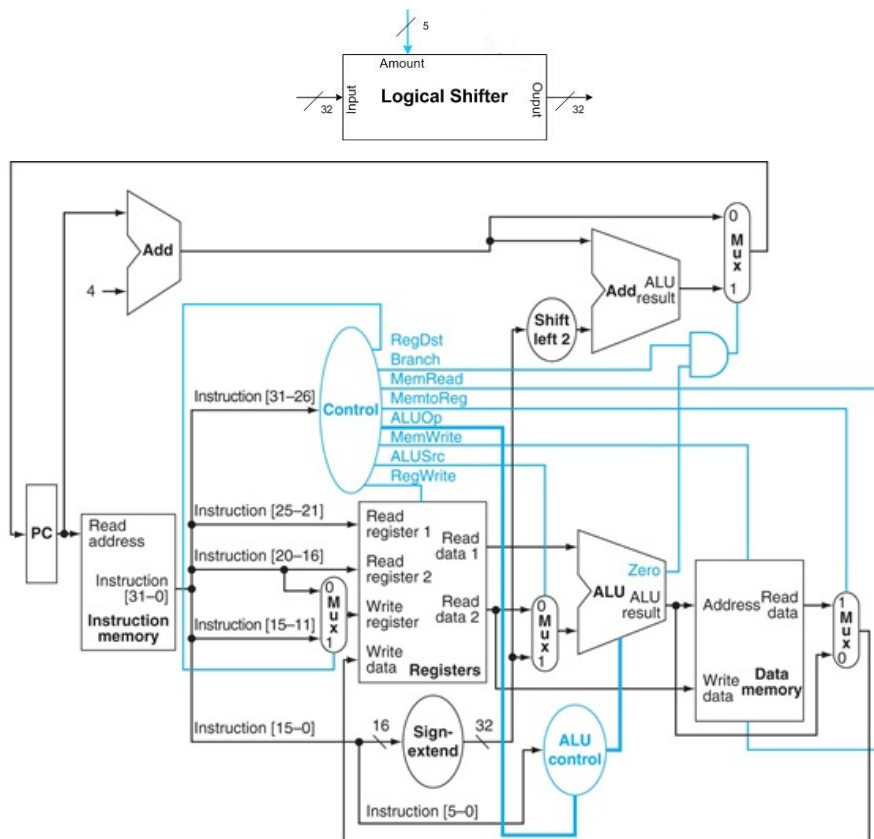 5
Amount
Input
Logical Shifter
Ouput
32
32
0
Mux
1
Add
4
Add
ALU
result
Shift
left 2
RegDst
Branch
MemRead
MemtoReg
ALUOp
MemWrite
ALUSrc
RegWrite
Control
Instruction [31–26]
Instruction [25–21]
Instruction [20–16]
Instruction [15–11]
Instruction [15–0]
Instruction [5–0]
PC
Read
address
Instruction
[31–0]
Instruction
memory
0
Mux
1
Read
register 1
Read
register 2
Write
register
Write
data
Read
data 1
Read
data 2
Registers
0
Mux
1
Zero
ALU
ALU
result
Address
Read
data
Write
data
Data
memory
1
Mux
0
16
Sign-
extend
32
ALU
control